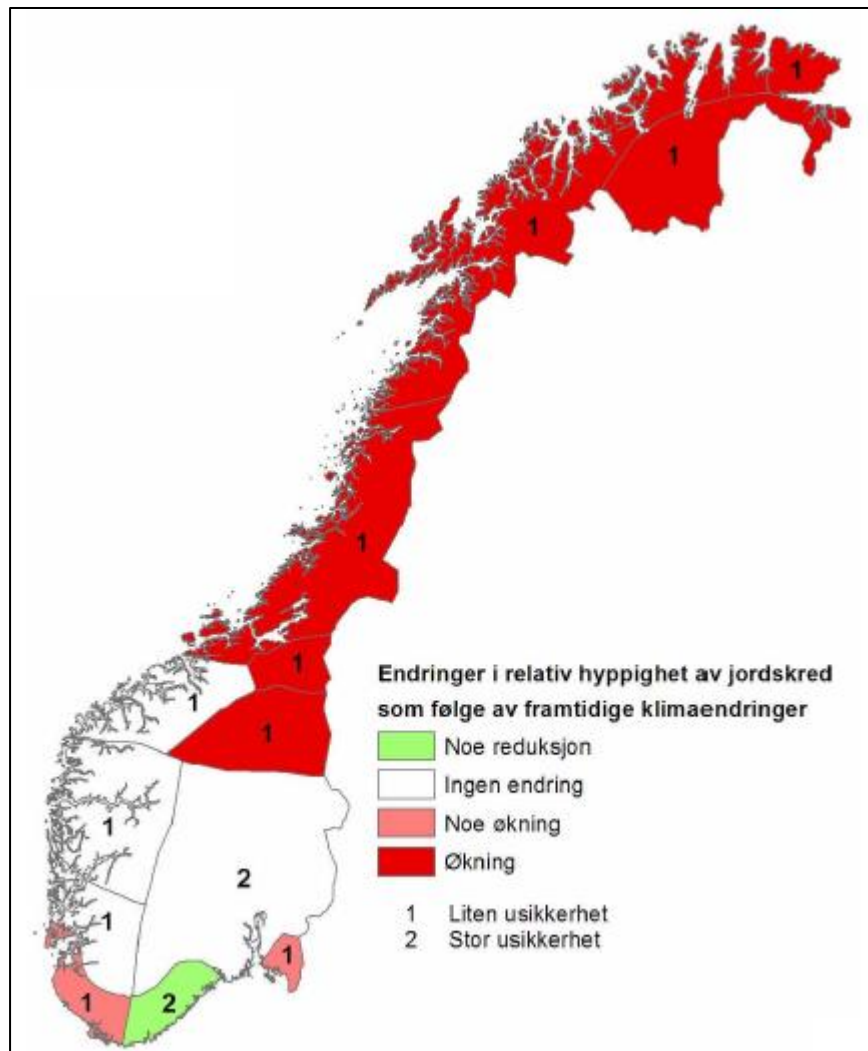 1
1
1
1
1
1
1
1
2
1
1
1
2
Endringer i relativ hyppighet av jordskred
som følge av framtidige klimaendringer
Noe reduksjon
Ingen endring
Noe økning
Økning
1 Liten usikkerhet
2 Stor usikkerhet